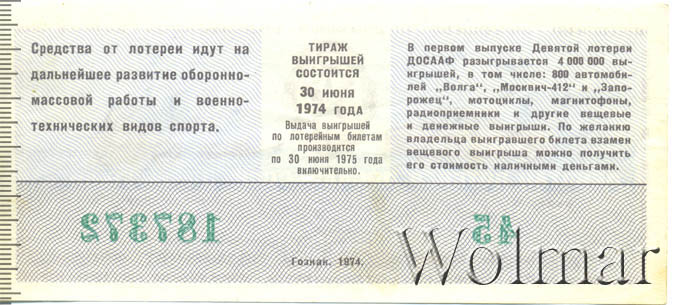 Средства от лотереи идут на
дальнейшее развитие оборонно-
массовой работы и военно-
технических видов спорта.
ТИРАЖ
ВЫИГРЫШЕЙ
СОСТОИТСЯ
30 ИЮНЯ
1974 ГОДА
Выдача выигрышей
по лотерейным билетам
производится
по 30 июня 1975 года
включительно.
В первом выпуске Девятой лотереи
ДОСААФ разыгрывается 4 000 000 вы-
игрышей, в том числе: 800 автомоби-
лей „Волга", „Москвич-412" и „Запо-
рожец", мотоциклы, магнитофоны,
радиоприемники и другие вещевые
и денежные выигрыши. По желанию
владельца выигравшего билета взамен
вещевого выигрыша можно получить
его стоимость наличными деньгами.
187372
45
Гознак. 1974.
Wolmar